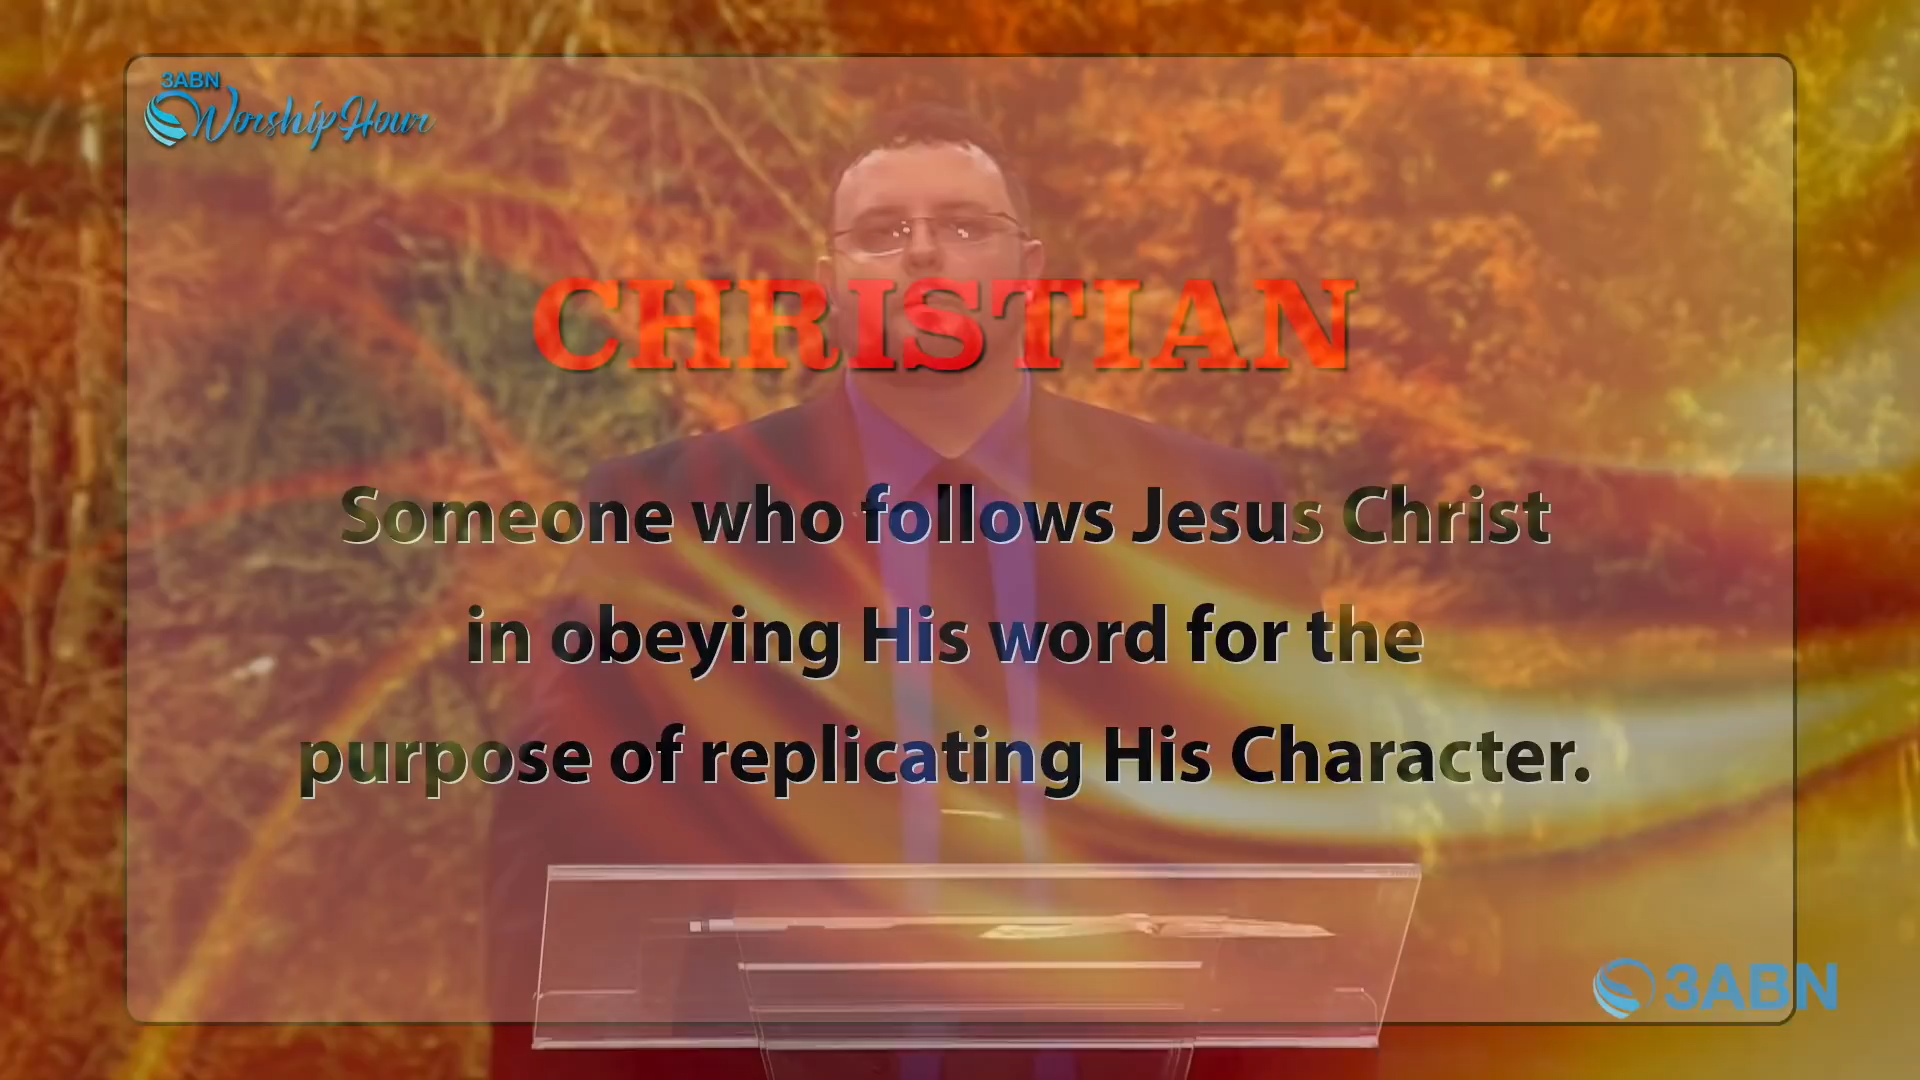 3ABN
Worship Hour
CHRISTIAN
Someone who follows Jesus Christ
in obeying His word for the
purpose of replicating His Character.
3ABN